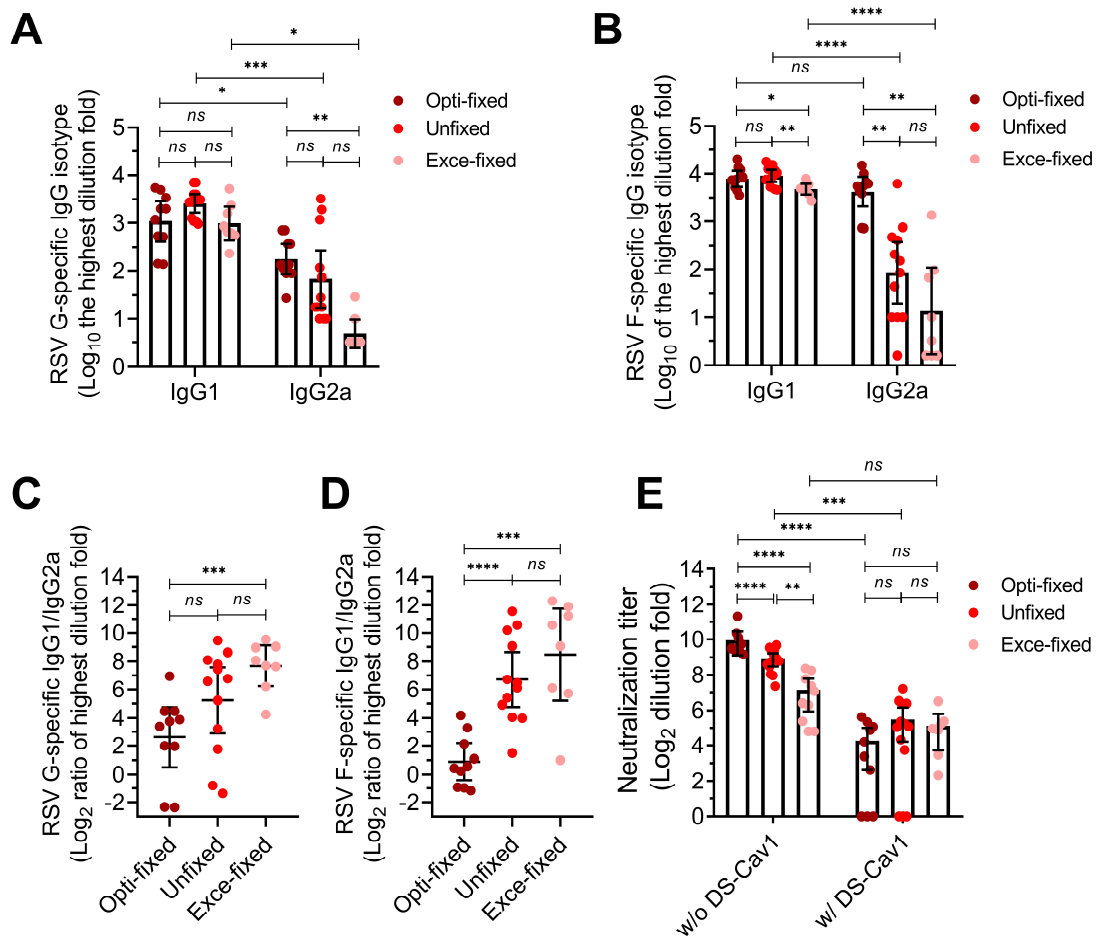 A
*
***
*
ns
**
ns
ns
ns
ns
Opti-fixed
Unfixed
Exce-fixed
RSV G-specific IgG isotype
(Log10 the highest dilution fold)
5
4
3
2
1
0
IgG1
IgG2a
B
****
****
ns
*
**
ns
**
**
ns
Opti-fixed
Unfixed
Exce-fixed
RSV F-specific IgG isotype
(Log10 of the highest dilution fold)
5
4
3
2
1
0
IgG1
IgG2a
C
***
ns
ns
RSV G-specific IgG1/IgG2a
(Log2 ratio of highest dilution fold)
14
12
10
8
6
4
2
0
−2
Opti-fixed
Unfixed
Exce-fixed
D
***
****
ns
RSV F-specific IgG1/IgG2a
(Log2 ratio of highest dilution fold)
14
12
10
8
6
4
2
0
−2
Opti-fixed
Unfixed
Exce-fixed
E
ns
***
****
****
ns
****
**
ns
ns
Opti-fixed
Unfixed
Exce-fixed
Neutralization titer
(Log2 dilution fold)
14
12
10
8
6
4
2
0
w/o DS-Cav1
w/ DS-Cav1